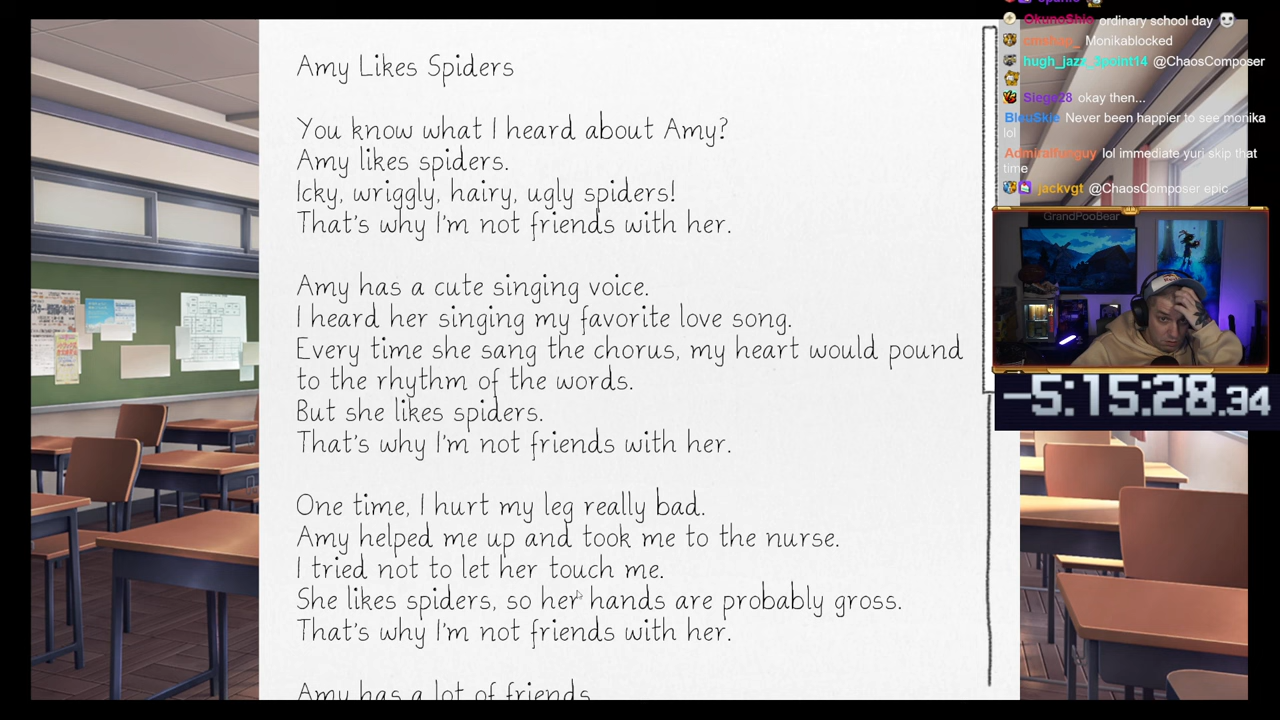 Amy Likes Spiders
You know what I heard about Amy?
Amy likes spiders.
Icky, wriggly, hairy, ugly spiders!
That's why I'm not friends with her.
Amy has a cute singing voice.
I heard her singing my favorite love song.
Every time she sang the chorus, my heart would pound
to the rhythm of the words.
But she likes spiders.
That's why I'm not friends with her.
One time, I hurt my leg really bad.
Amy helped me up and took me to the nurse.
I tried not to let her touch me.
She likes spiders, so her hands are probably gross.
That's why I'm not friends with her.
Amy has a lot of friends.
OkunoShio ordinary school day
Monikablocked
hugh_jazz_3point14 @ChaosComposer
Siege28 okay then...
BleuSkie Never been happier to see monika
lol
Admiralfunguy lol immediate yuri skip that
time
jackvgt @ChaosComposer epic
GrandPooBear
-5:15:28.34